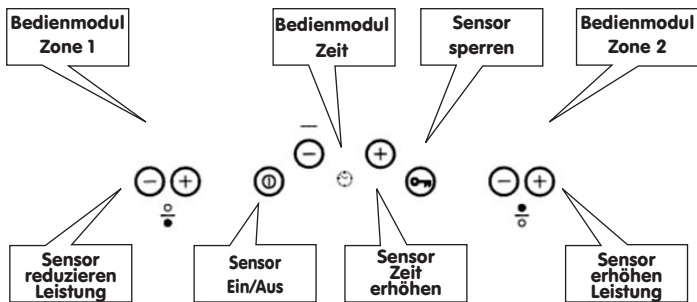 Bedienmodul
Zone 1
Bedienmodul
Zeit
Sensor
sperren
Bedienmodul
Zone 2
Sensor
reduzieren
Leistung
Sensor
Ein/Aus
Sensor
Zeit
erhöhen
Sensor
erhöhen
Leistung